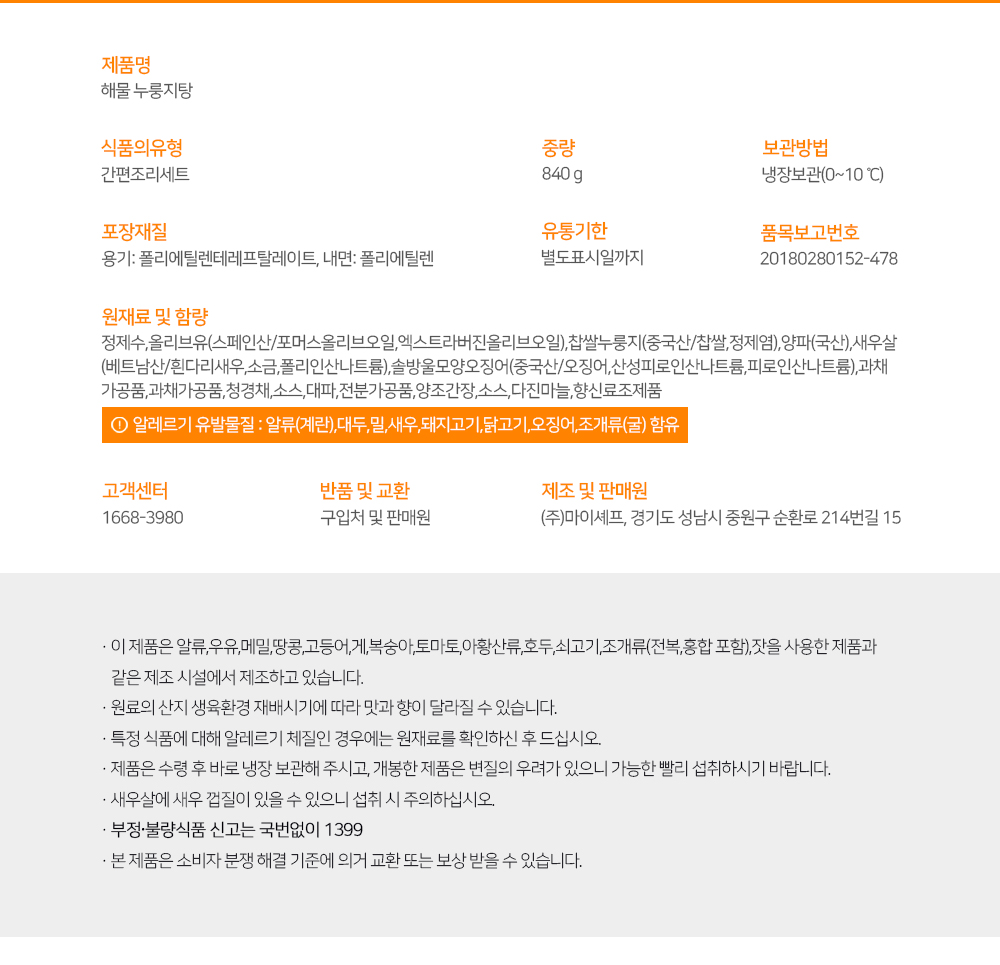 제품명
해물 누룽지탕
식품의유형
간편조리세트
중량
840 g
보관방법
냉장보관(0~10 ℃)
포장재질
용기: 폴리에틸렌테레프탈레이트, 내면: 폴리에틸렌
유통기한
별도표시일까지
품목보고번호
20180280152-478
원재료 및 함량
정제수,올리브유(스페인산/포머스올리브오일,엑스트라버진올리브오일),찹쌀누룽지(중국산/찹쌀,정제염),양파(국산),새우살
(베트남산/흰다리새우,소금,폴리인산나트륨),솔방울모양오징어(중국산/오징어,산성피로인산나트륨,피로인산나트륨),과채
가공품,과채가공품,청경채,소스,대파,전분가공품,양조간장,소스,다진마늘,향신료조제품
알레르기 유발물질 : 알류(계란),대두,밀,새우,돼지고기,닭고기,오징어,조개류(굴) 함유
고객센터
1668-3980
반품 및 교환
구입처 및 판매원
제조 및 판매원
(주)마이셰프, 경기도 성남시 중원구 순환로 214번길 15
· 이 제품은 알류,우유,메밀,땅콩,고등어,게,복숭아,토마토,아황산류,호두,쇠고기,조개류(전복,홍합 포함),잣을 사용한 제품과
같은 제조 시설에서 제조하고 있습니다.
· 원료의 산지 생육환경 재배시기에 따라 맛과 향이 달라질 수 있습니다.
· 특정 식품에 대해 알레르기 체질인 경우에는 원재료를 확인하신 후 드십시오.
· 제품은 수령 후 바로 냉장 보관해 주시고, 개봉한 제품은 변질의 우려가 있으니 가능한 빨리 섭취하시기 바랍니다.
· 새우살에 새우 껍질이 있을 수 있으니 섭취 시 주의하십시오.
· 부정·불량식품 신고는 국번없이 1399
· 본 제품은 소비자 분쟁 해결 기준에 의거 교환 또는 보상 받을 수 있습니다.